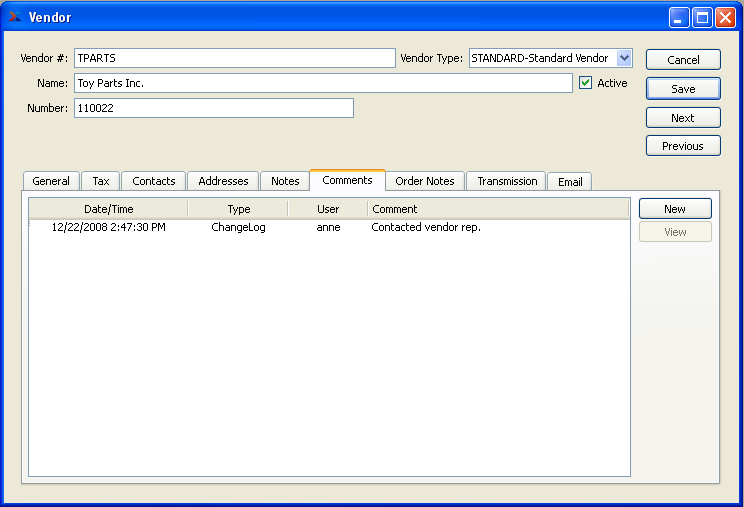 Vendor
Vendor #: TPARTS Vendor Type: STANDARD-Standard Vendor Cancel
Name: Toy Parts Inc. Active Save
Number: 110022 Next
Previous
General Tax Contacts Addresses Notes Comments Order Notes Transmission Email
Date/Time Type User Comment New
12/22/2008 2:47:30 PM ChangeLog anne Contacted vendor rep. View